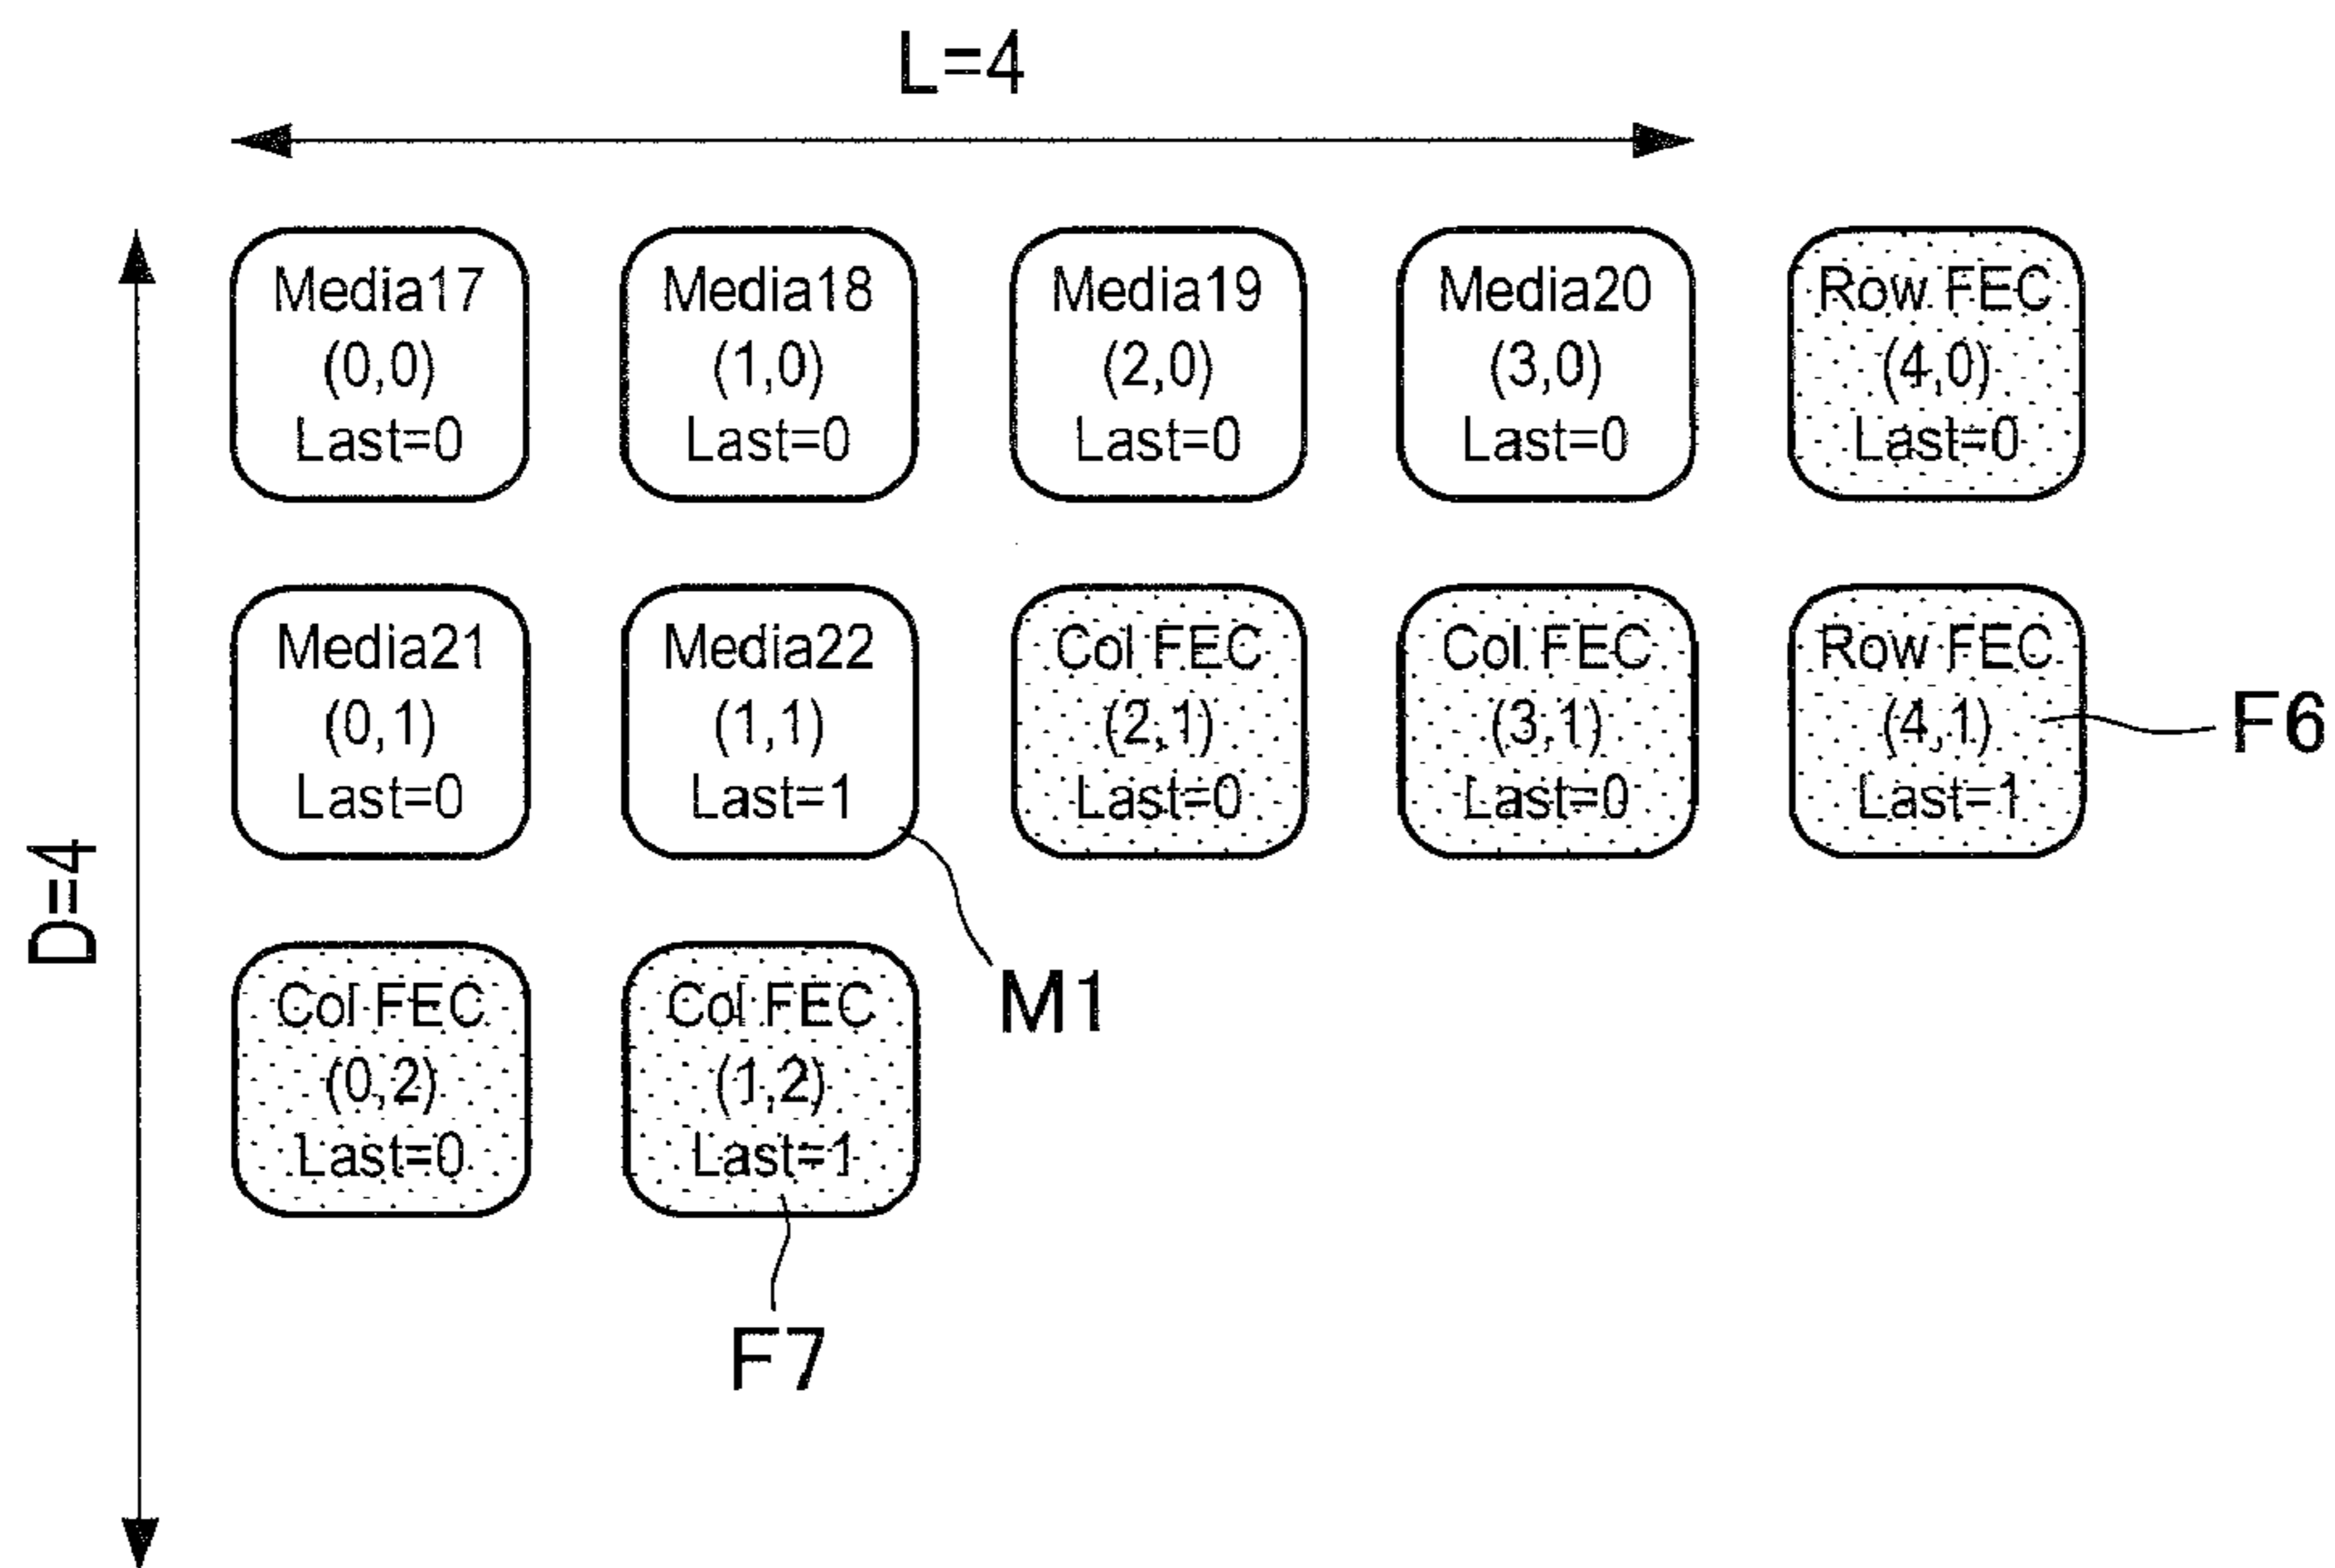 L=4
Media17
(0,0)
Last=0
Media18
(1,0)
Last=0
Media19
(2,0)
Last=0
Media20
(3,0)
Last=0
Row FEC
(4,0)
Last=0
D=4
Media21
(0,1)
Last=0
Media22
(1,1)
Last=1
Col FEC
(2,1)
Last=0
Col FEC
(3,1)
Last=0
Row FEC
(4,1)
Last=1
F6
M1
Col FEC
(0,2)
Last=0
Col FEC
(1,2)
Last=1
F7